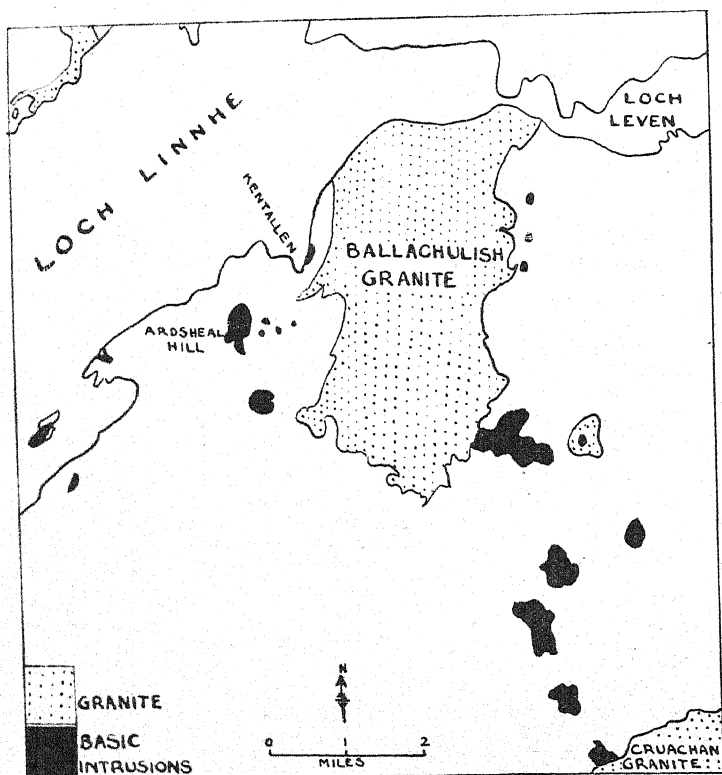 LOCH
LEVEN
LOCH LINNHE
KENTALLEN
BALLACHULISH
GRANITE
ARDSHEAL
HILL
GRANITE
BASIC
INTRUSIONS
N
0 1 2
MILES
CRUACHAN
GRANITE